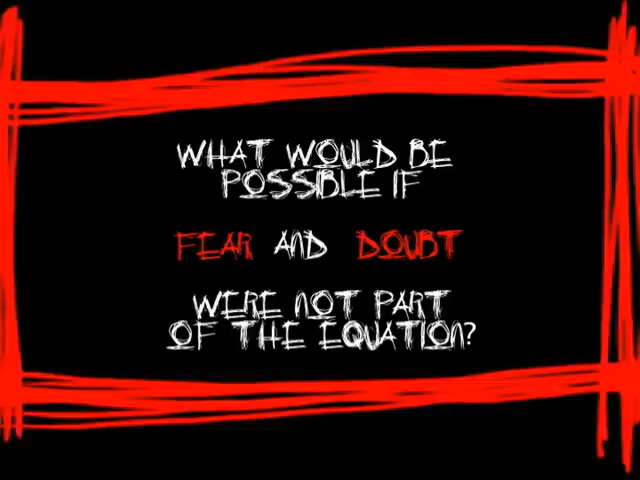 WHAT WOULD BE
POSSIBLE IF
FEAR AND DOUBT
WERE NOT PART
OF THE EQUATION?